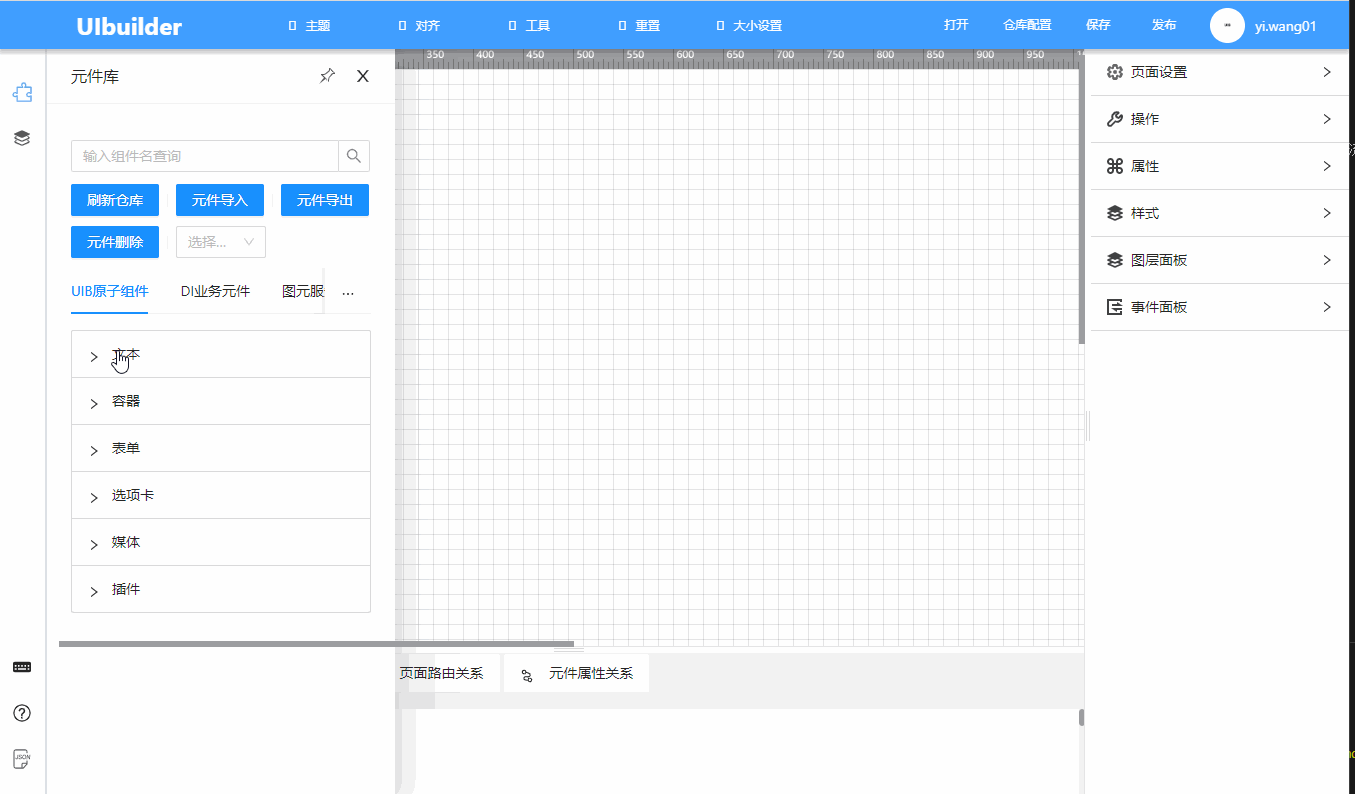 UIbuilder
主题
对齐
工具
重置
大小设置
打开
仓库配置
保存
发布
yi.wang01
元件库
X
350 400 450 500 550 600 650 700 750 800 850 900 950
页面设置
操作
属性
样式
图层面板
事件面板
输入组件名查询
刷新仓库
元件导入
元件导出
元件删除
选择...
UIB原子组件
DI业务元件
图元服
...
文本
容器
表单
选项卡
媒体
插件
页面路由关系
元件属性关系
JSON